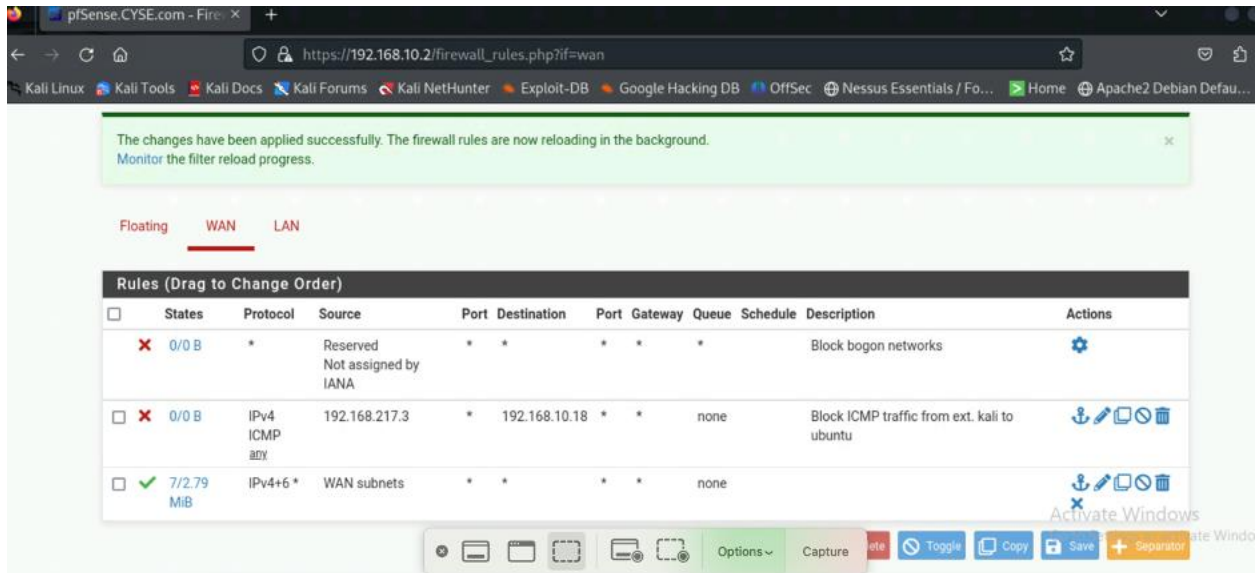 pfSense.CYSE.com - Fire
https://192.168.10.2/firewall_rules.php?if=wan
Kali Linux Kali Tools Kali Docs Kali Forums Kali NetHunter Exploit-DB Google Hacking DB OffSec Nessus Essentials / Fo... Home Apache2 Debian Defau...
The changes have been applied successfully. The firewall rules are now reloading in the background.
Monitor the filter reload progress.
Floating WAN LAN
Rules (Drag to Change Order)
States Protocol Source Port Destination Port Gateway Queue Schedule Description Actions
0/0 B * Reserved * * * * * Block bogon networks
Not assigned by
IANA
0/0 B IPv4 192.168.217.3 * 192.168.10.18 * * none Block ICMP traffic from ext. kali to
ICMP ubuntu
any
7/2.79 IPv4+6 * WAN subnets * * * * none
MiB
Activate Windows
Options Capture Toggle Copy Save Separator